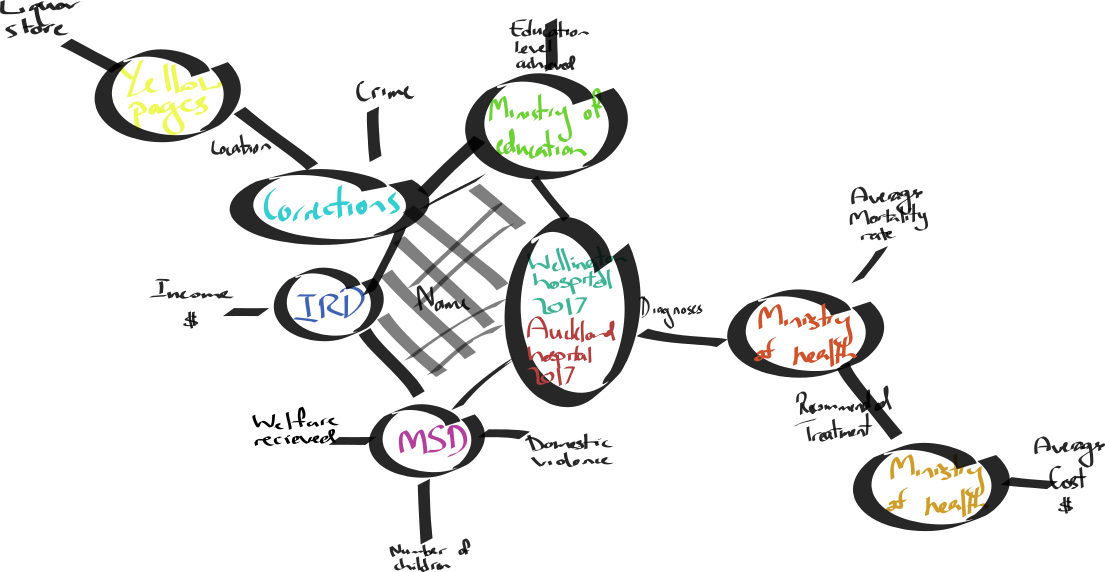 Liquor
store
Yellow
pages
Location
Crime
Corrections
Education
level
achieved
Ministry of
education
Income
$
IRD
Name
Wellington
hospital
2017
Auckland
hospital
2017
Diagnoses
Average
Mortality
rate
Ministry
of health
Recommended
Treatment
Ministry
of health
Average
Cost
$
Welfare
recieved
MSD
Domestic
violence
Number of
children